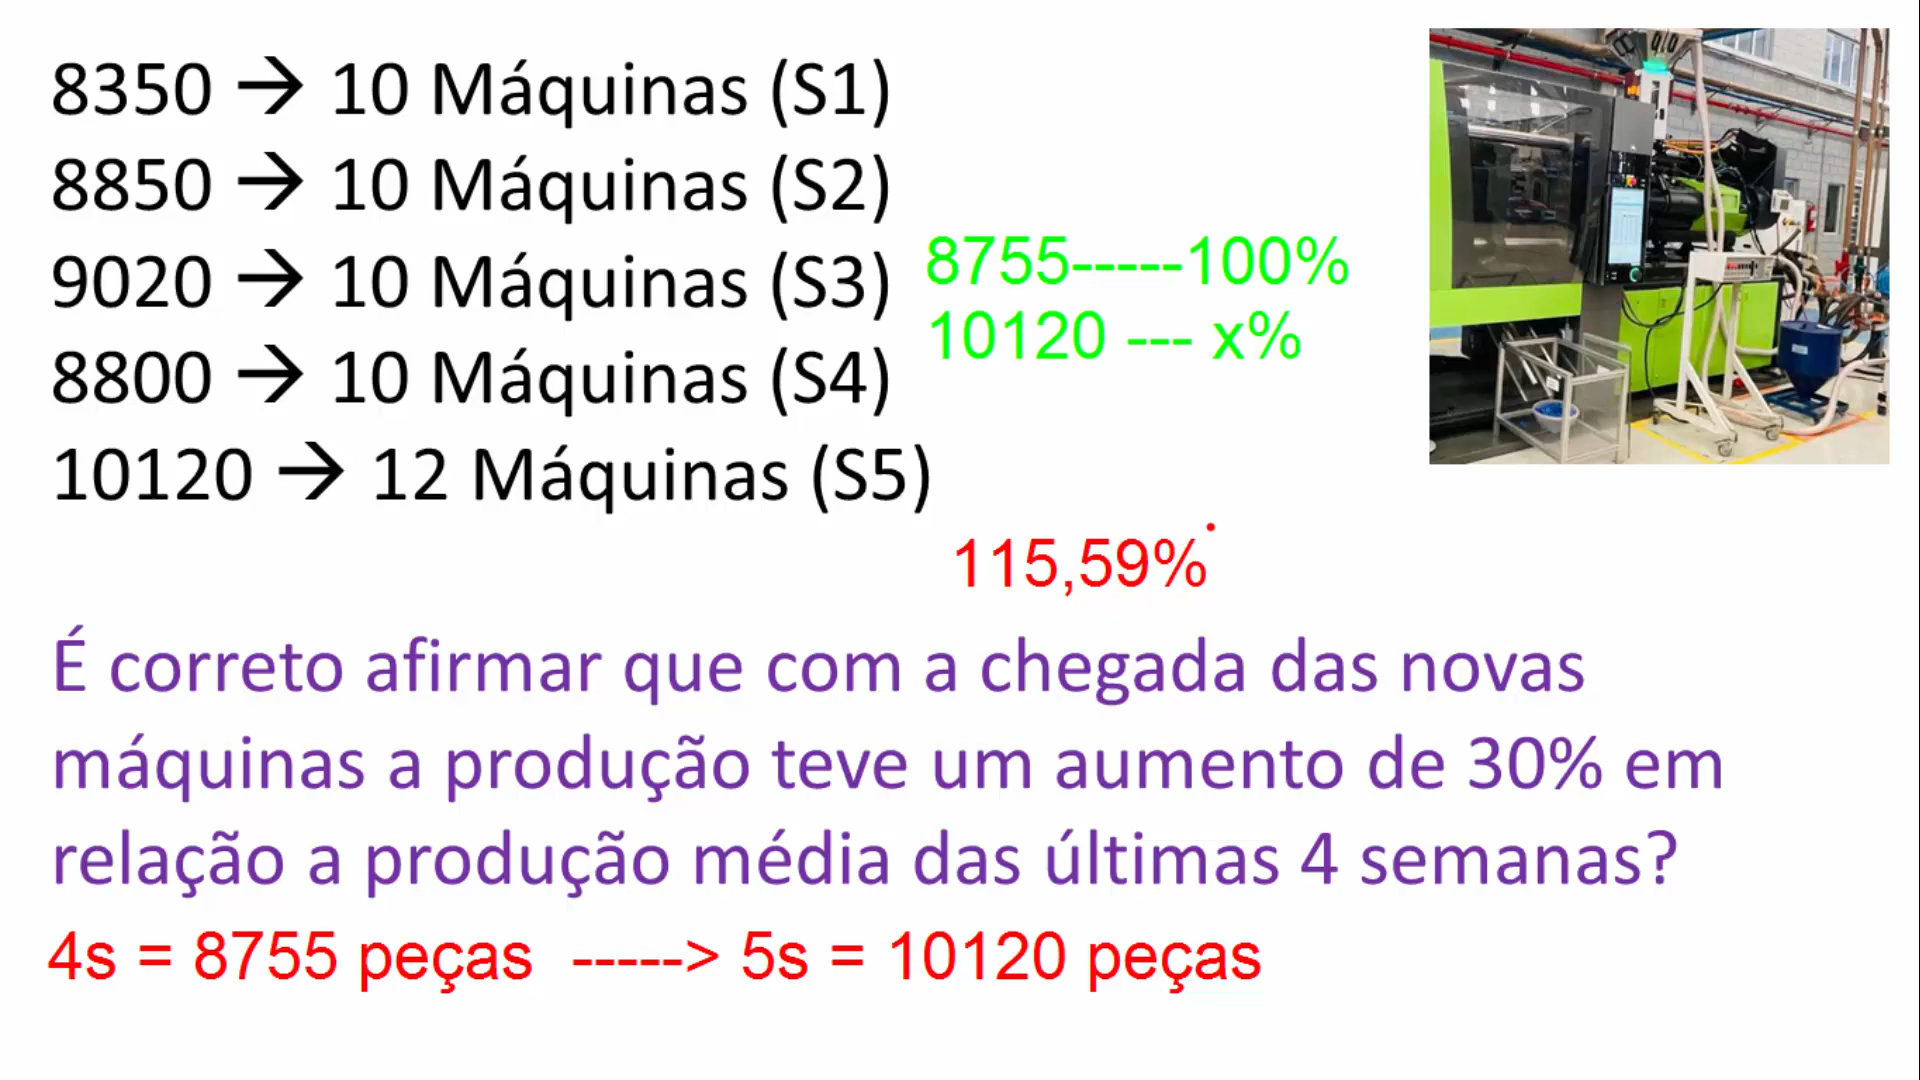 8350 → 10 Máquinas (S1)
8850 → 10 Máquinas (S2)
9020 → 10 Máquinas (S3)
8800 → 10 Máquinas (S4)
10120 → 12 Máquinas (S5)
8755-----100%
10120 --- x%
115,59%
É correto afirmar que com a chegada das novas
máquinas a produção teve um aumento de 30% em
relação a produção média das últimas 4 semanas?
4s = 8755 peças -----> 5s = 10120 peças